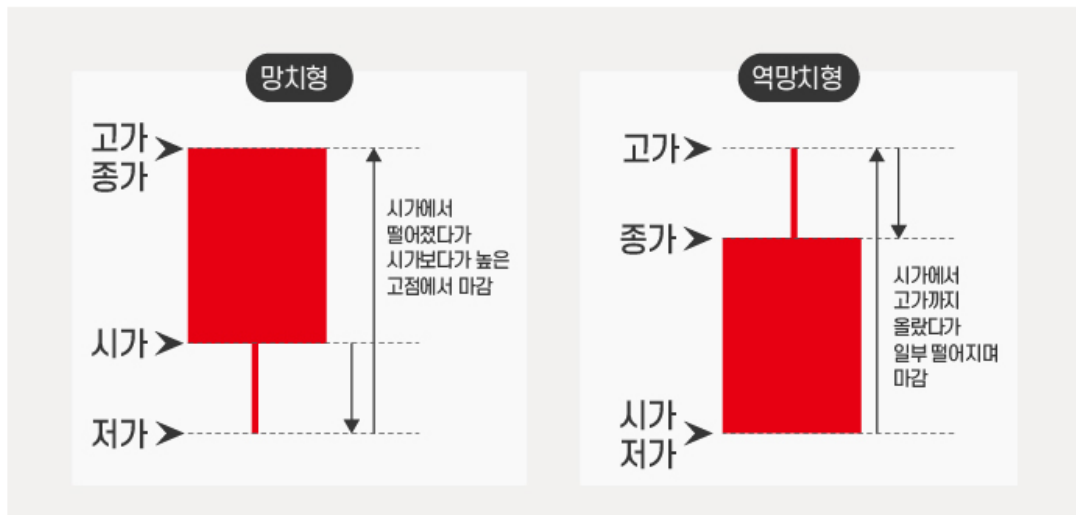 망치형
고가
종가
시가에서
떨어졌다가
시가보다가 높은
고점에서 마감
시가
저가
역망치형
고가
종가
시가에서
고가까지
올랐다가
일부 떨어지며
마감
시가
저가